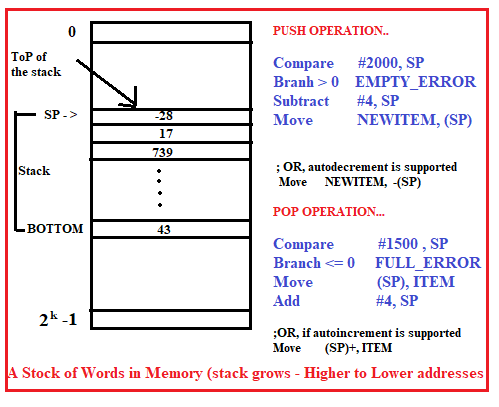 0
ToP of
the stack
SP ->
-28
17
739
Stack
BOTTOM
43
2^k -1
PUSH OPERATION..
Compare #2000, SP
Branh > 0 EMPTY_ERROR
Subtract #4, SP
Move NEWITEM, (SP)
; OR, autodecrement is supported
Move NEWITEM, -(SP)
POP OPERATION...
Compare #1500 , SP
Branch <= 0 FULL_ERROR
Move (SP), ITEM
Add #4, SP
;OR, if autoincrement is supported
Move (SP)+, ITEM
A Stock of Words in Memory (stack grows - Higher to Lower addresses